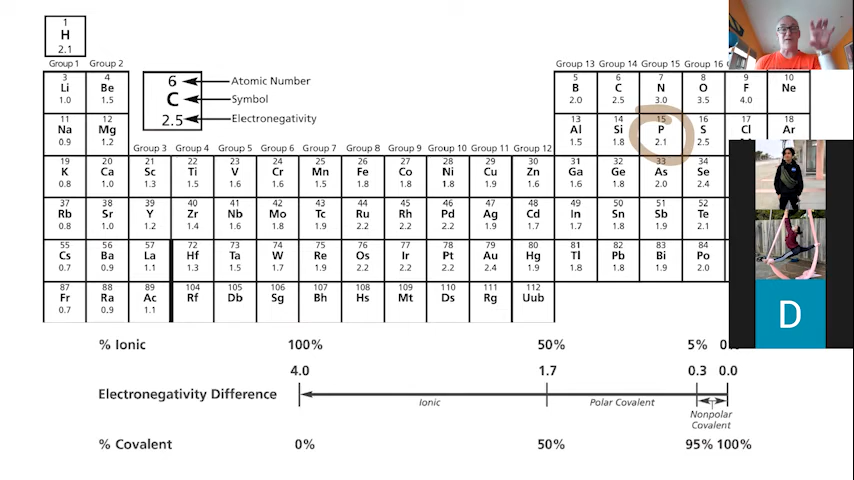 1
H
2.1
Group 1 Group 2 Group 13 Group 14 Group 15 Group 16
3 4 5 6 7 8 9 10
Li Be B C N O F Ne
1.0 1.5 2.0 2.5 3.0 3.5 4.0
6 Atomic Number
C Symbol
2.5 Electronegativity
11 12 13 14 15 16 17 18
Na Mg Al Si P S Cl Ar
0.9 1.2 1.5 1.8 2.1 2.5
Group 3 Group 4 Group 5 Group 6 Group 7 Group 8 Group 9 Group 10 Group 11 Group 12
19 20 21 22 23 24 25 26 27 28 29 30 31 32 33 34
K Ca Sc Ti V Cr Mn Fe Co Ni Cu Zn Ga Ge As Se
0.8 1.0 1.3 1.5 1.6 1.6 1.5 1.8 1.8 1.8 1.9 1.6 1.6 1.8 2.0 2.4
37 38 39 40 41 42 43 44 45 46 47 48 49 50 51 52
Rb Sr Y Zr Nb Mo Tc Ru Rh Pd Ag Cd In Sn Sb Te
0.8 1.0 1.2 1.4 1.6 1.8 1.9 2.2 2.2 2.2 1.9 1.7 1.7 1.8 1.9 2.1
55 56 57 72 73 74 75 76 77 78 79 80 81 82 83 84
Cs Ba La Hf Ta W Re Os Ir Pt Au Hg Tl Pb Bi Po
0.7 0.9 1.1 1.3 1.5 1.7 1.9 2.2 2.2 2.2 2.4 1.9 1.8 1.8 1.9 2.0
87 88 89 104 105 106 107 108 109 110 111 112
Fr Ra Ac Rf Db Sg Bh Hs Mt Ds Rg Uub
0.7 0.9 1.1
D
% Ionic 100% 50% 5%
4.0 1.7 0.3 0.0
Electronegativity Difference
Ionic Polar Covalent
Nonpolar
Covalent
% Covalent 0% 50% 95% 100%